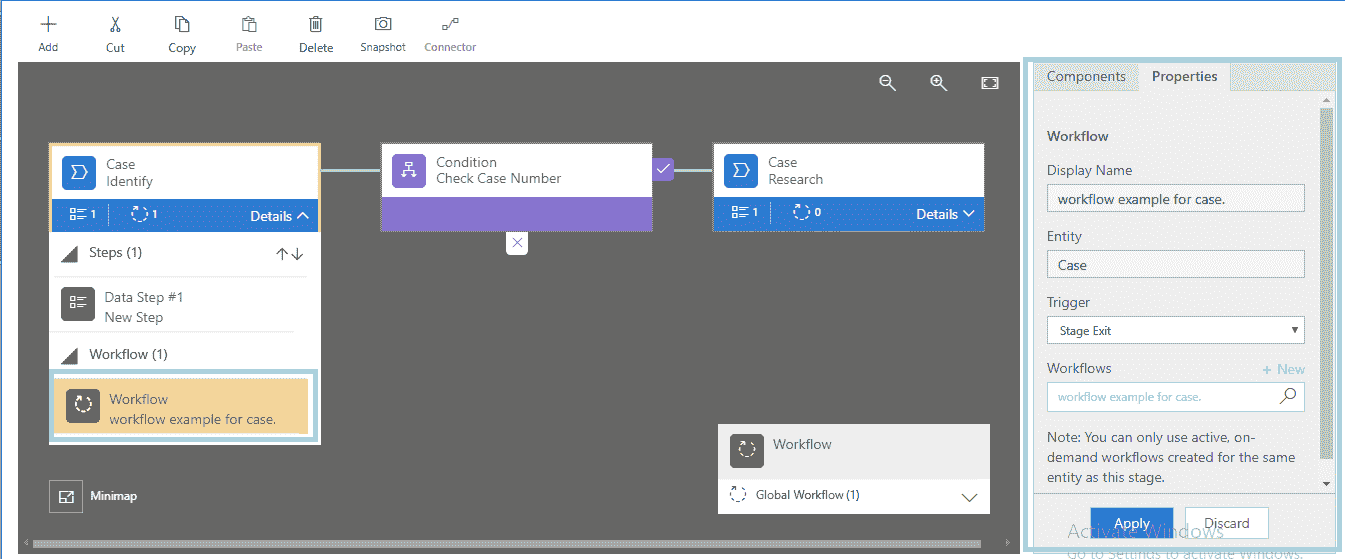 Add
Cut
Copy
Paste
Delete
Snapshot
Connector
Case
Identify
1
1
Details
Steps (1)
Data Step #1
New Step
Workflow (1)
Workflow
workflow example for case.
Minimap
Condition
Check Case Number
Case
Research
1
0
Details
Workflow
Global Workflow (1)
Components
Properties
Workflow
Display Name
workflow example for case.
Entity
Case
Trigger
Stage Exit
Workflows
+ New
workflow example for case.
Note: You can only use active, on-
demand workflows created for the same
entity as this stage.
Apply
Discard
Activate Windows
Go to Settings to activate Windows.